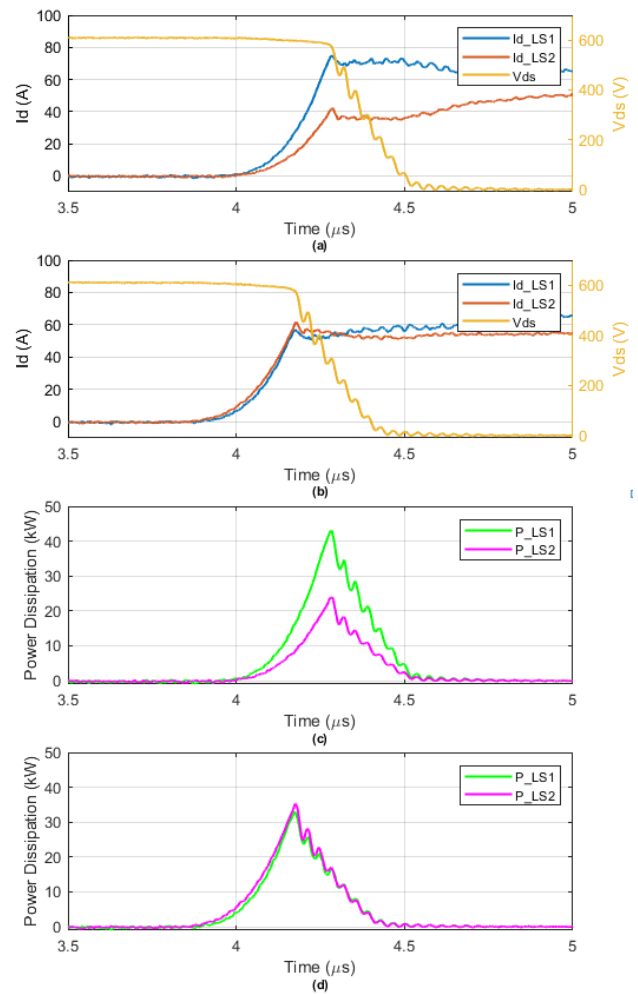 100
80
60
40
20
0
Id (A)
600
400
200
0
Vds (V)
Id_LS1
Id_LS2
Vds
3.5
4
4.5
5
Time (μs)
(a)
100
80
60
40
20
0
Id (A)
600
400
200
0
Vds (V)
Id_LS1
Id_LS2
Vds
3.5
4
4.5
5
Time (μs)
(b)
50
40
30
20
10
0
Power Dissipation (kW)
P_LS1
P_LS2
3.5
4
4.5
5
Time (μs)
(c)
50
40
30
20
10
0
Power Dissipation (kW)
P_LS1
P_LS2
3.5
4
4.5
5
Time (μs)
(d)